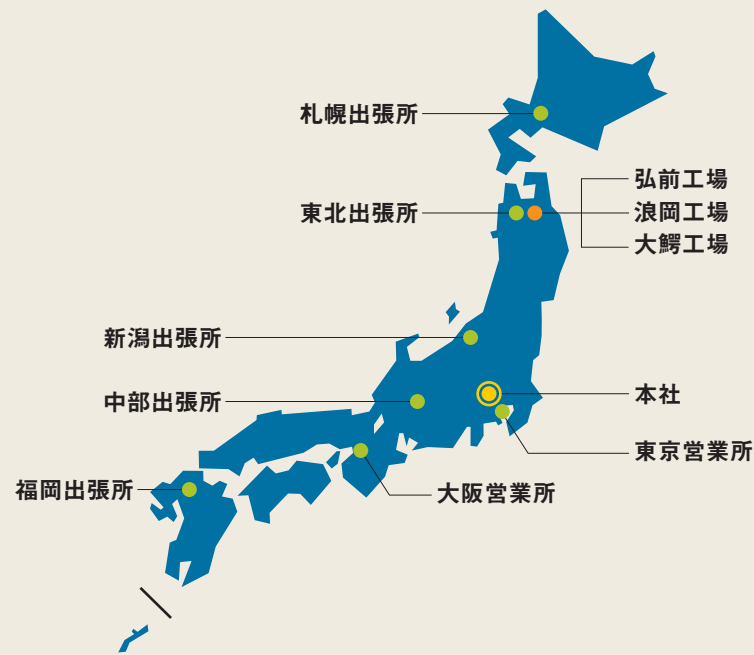 札幌出張所
弘前工場
東北出張所
浪岡工場
大鰐工場
新潟出張所
本社
中部出張所
東京営業所
福岡出張所
大阪営業所